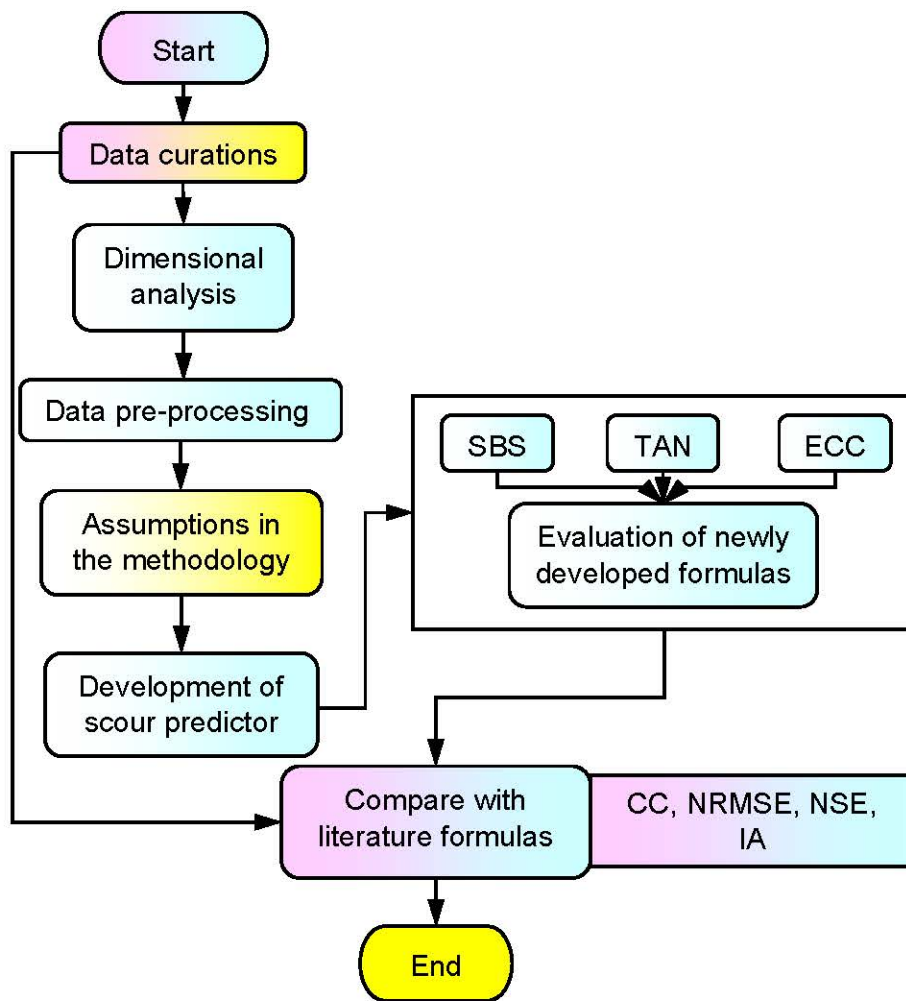 Start
Data curations
Dimensional
analysis
Data pre-processing
Assumptions in
the methodology
Development of
scour predictor
SBS
TAN
ECC
Evaluation of newly
developed formulas
Compare with
literature formulas
CC, NRMSE, NSE,
IA
End